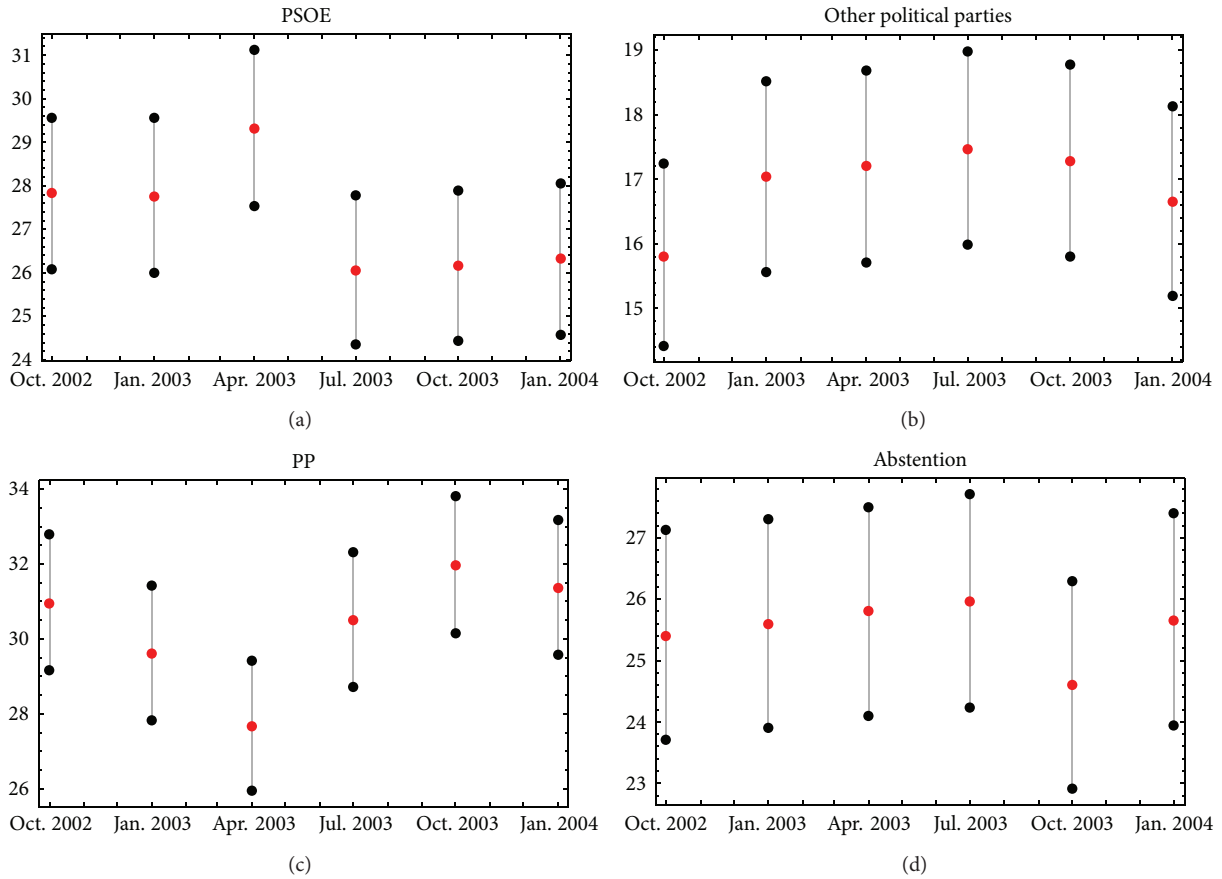 PSOE
31
30
29
28
27
26
25
24
Oct. 2002 Jan. 2003 Apr. 2003 Jul. 2003 Oct. 2003 Jan. 2004
(a)
Other political parties
19
18
17
16
15
Oct. 2002 Jan. 2003 Apr. 2003 Jul. 2003 Oct. 2003 Jan. 2004
(b)
PP
34
32
30
28
26
Oct. 2002 Jan. 2003 Apr. 2003 Jul. 2003 Oct. 2003 Jan. 2004
(c)
Abstention
27
26
25
24
23
Oct. 2002 Jan. 2003 Apr. 2003 Jul. 2003 Oct. 2003 Jan. 2004
(d)